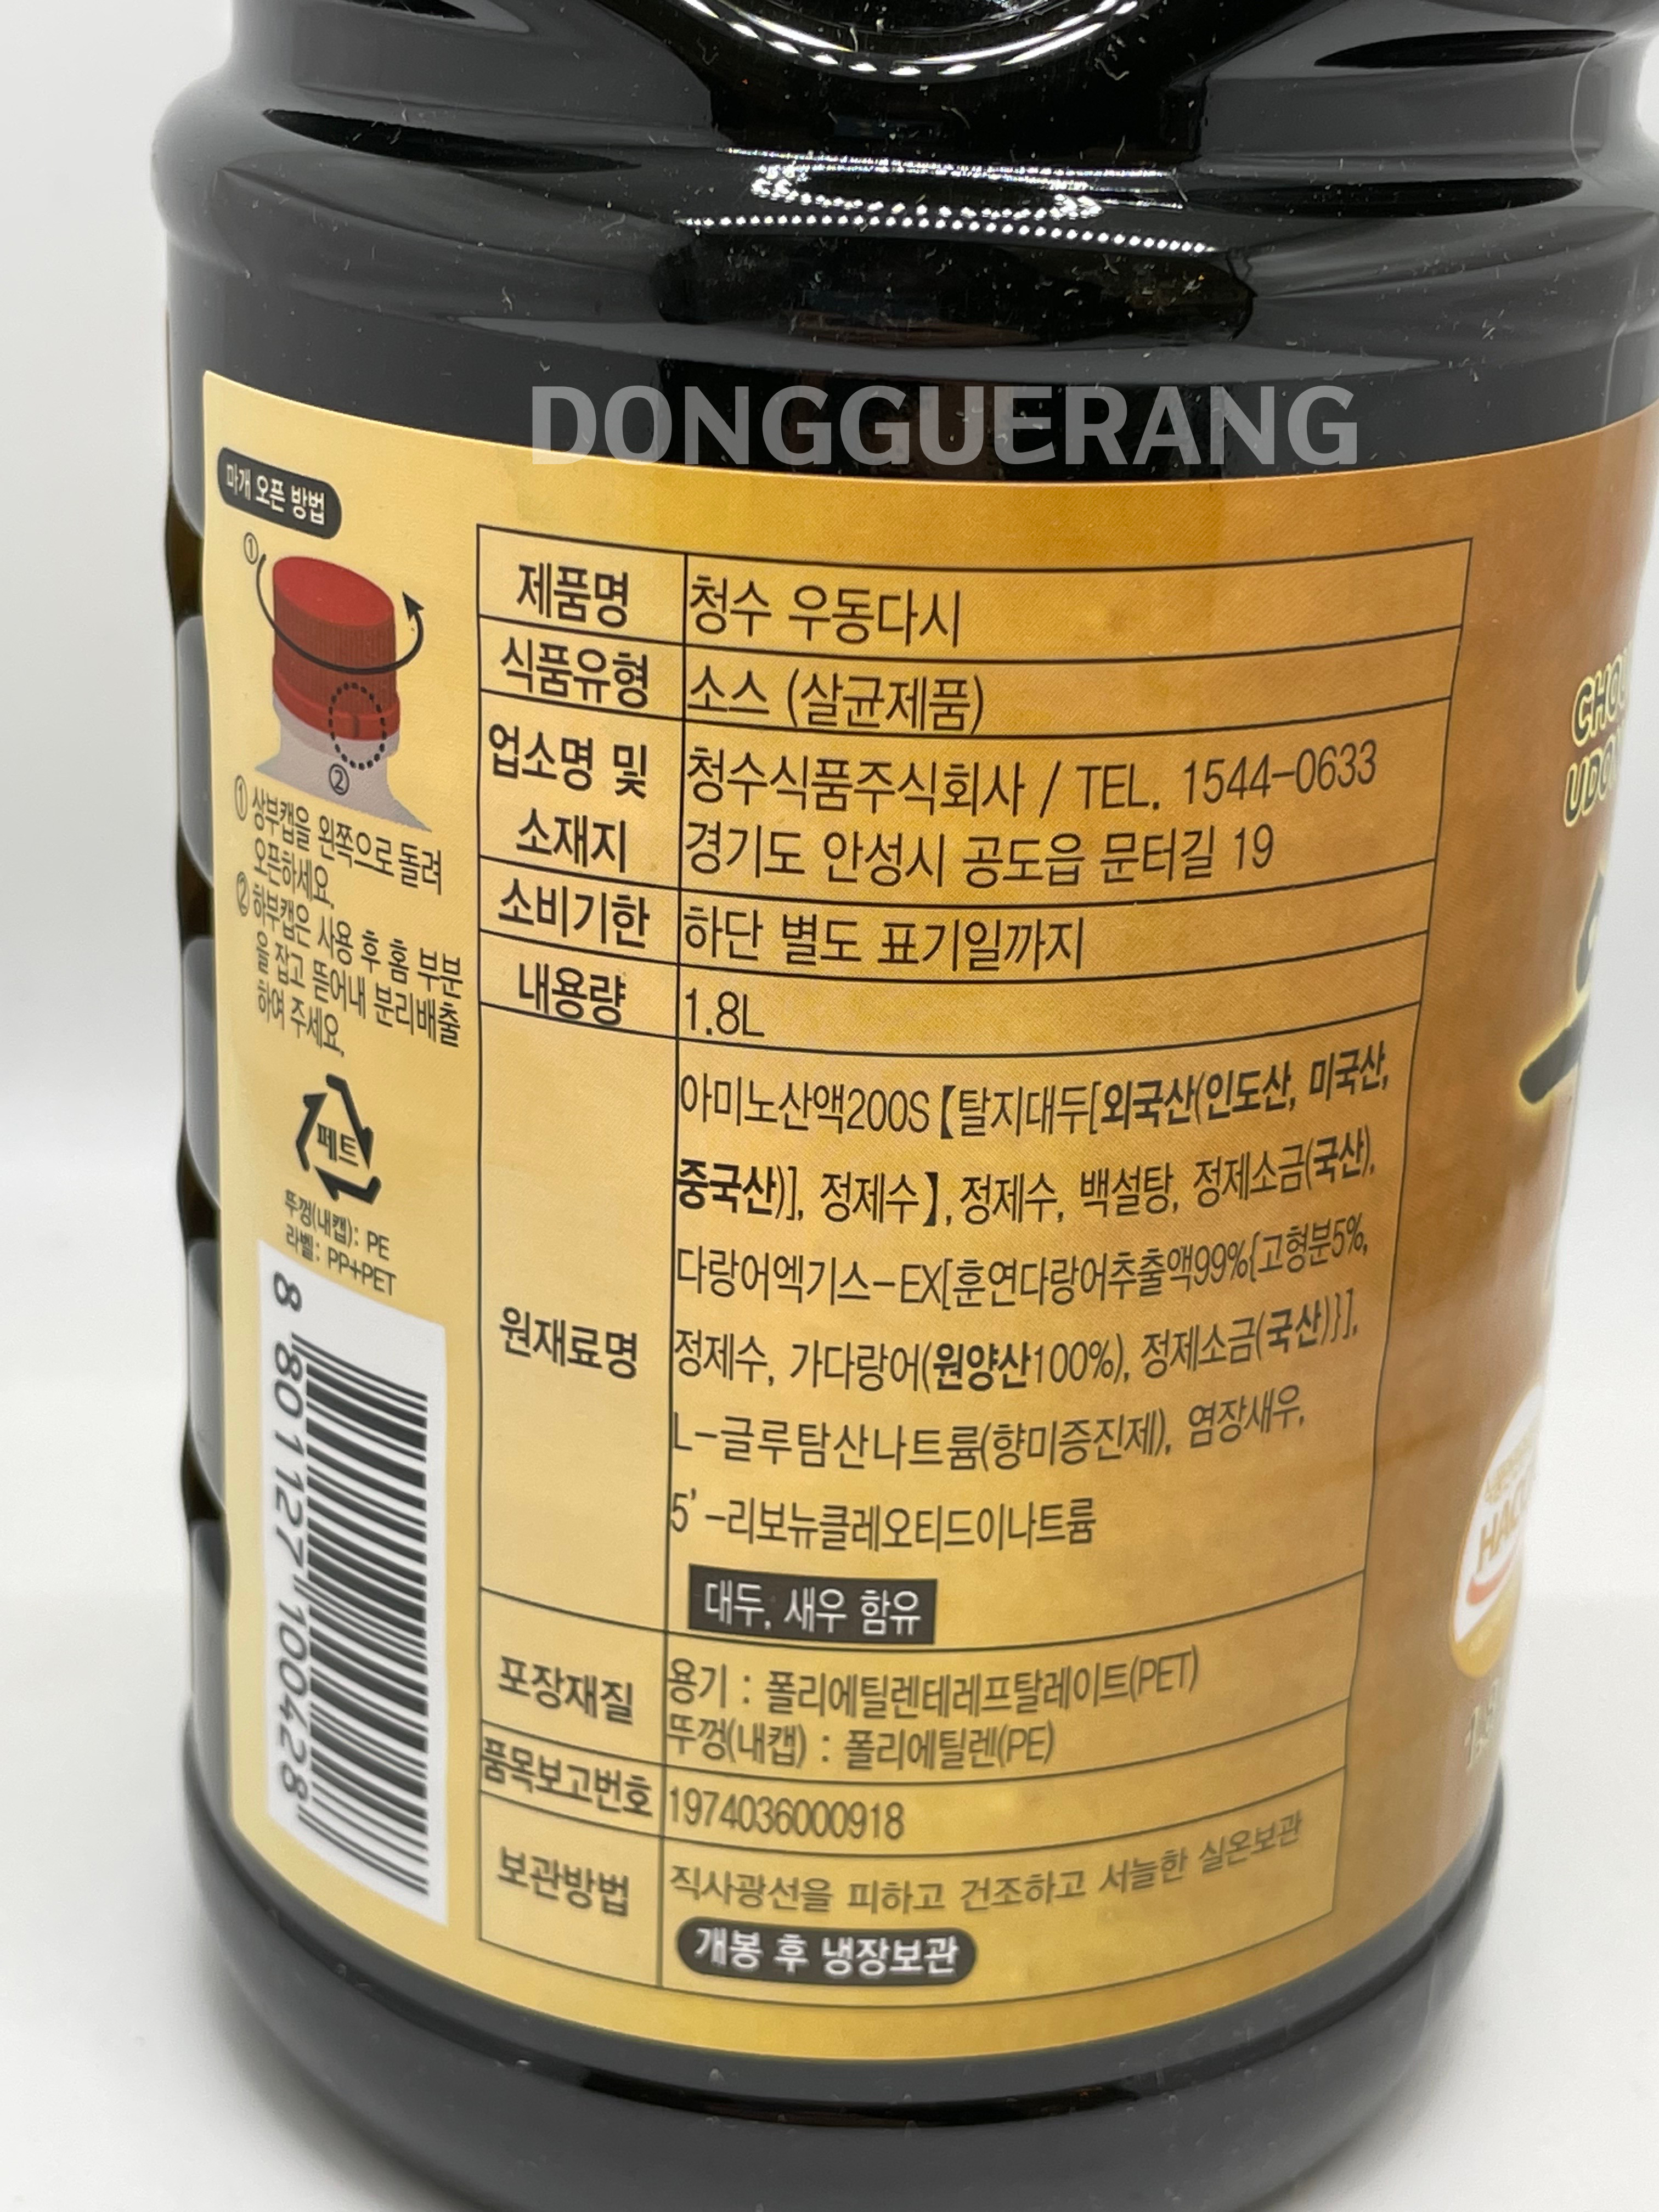 DONGGUERANG
마개 오픈 방법
①
②
① 상부캡을 왼쪽으로 돌려
오픈하세요.
② 하부캡은 사용 후 홈 부분
을 잡고 뜯어내 분리배출
하여 주세요.
페트
뚜껑(내캡): PE
라벨: PP+PET
8 801127 100428
제품명 청수 우동다시
식품유형 소스 (살균제품)
업소명 및 청수식품주식회사 / TEL. 1544-0633
소재지 경기도 안성시 공도읍 문터길 19
소비기한 하단 별도 표기일까지
내용량 1.8L
원재료명
아미노산액200S【탈지대두[외국산(인도산, 미국산,
중국산)], 정제수】, 정제수, 백설탕, 정제소금(국산),
다랑어엑기스-EX[훈연다랑어추출액99%{고형분5%,
정제수, 가다랑어(원양산100%), 정제소금(국산)}],
L-글루탐산나트륨(향미증진제), 염장새우,
5'-리보뉴클레오티드이나트륨
대두, 새우 함유
포장재질 용기 : 폴리에틸렌테레프탈레이트(PET)
뚜껑(내캡) : 폴리에틸렌(PE)
품목보고번호 1974036000918
보관방법 직사광선을 피하고 건조하고 서늘한 실온보관
개봉 후 냉장보관